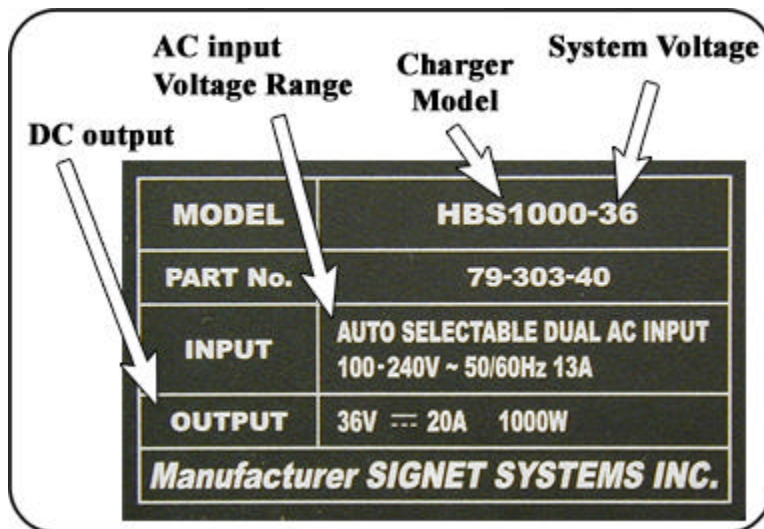 AC input
Voltage Range
Charger
Model
System Voltage
DC output
MODEL
HBS1000-36
PART No.
79-303-40
INPUT
AUTO SELECTABLE DUAL AC INPUT
100-240V ~ 50/60Hz 13A
OUTPUT
36V ⎓ 20A 1000W
Manufacturer SIGNET SYSTEMS INC.